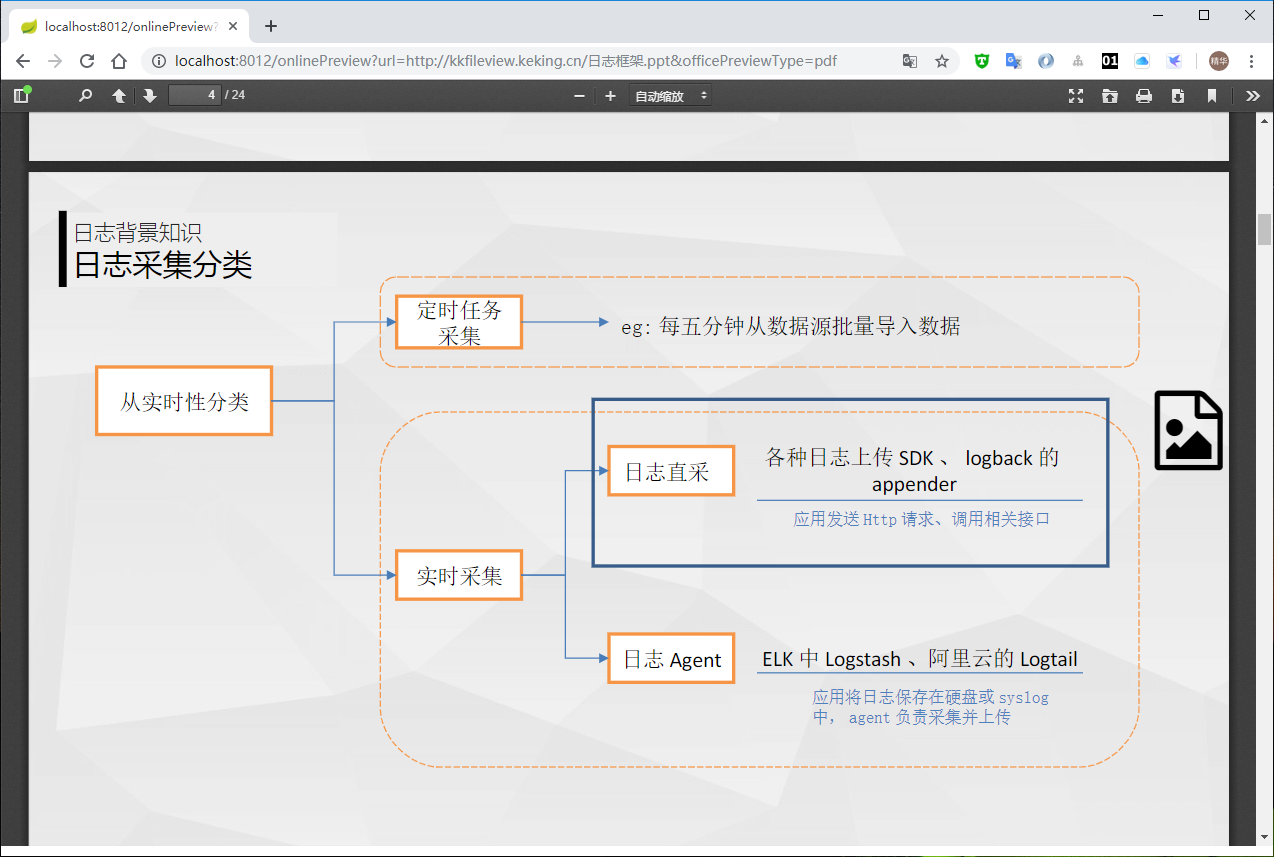 localhost:8012/onlinePreview?
localhost:8012/onlinePreview?url=http://kkfileview.keking.cn/日志框架.ppt&officePreviewType=pdf
01
精华
4 / 24
自动缩放
日志背景知识
日志采集分类
定时任务
采集
eg: 每五分钟从数据源批量导入数据
从实时性分类
日志直采
各种日志上传 SDK 、 logback 的
appender
应用发送 Http 请求、调用相关接口
实时采集
日志 Agent
ELK 中 Logstash 、阿里云的 Logtail
应用将日志保存在硬盘或 syslog
中， agent 负责采集并上传